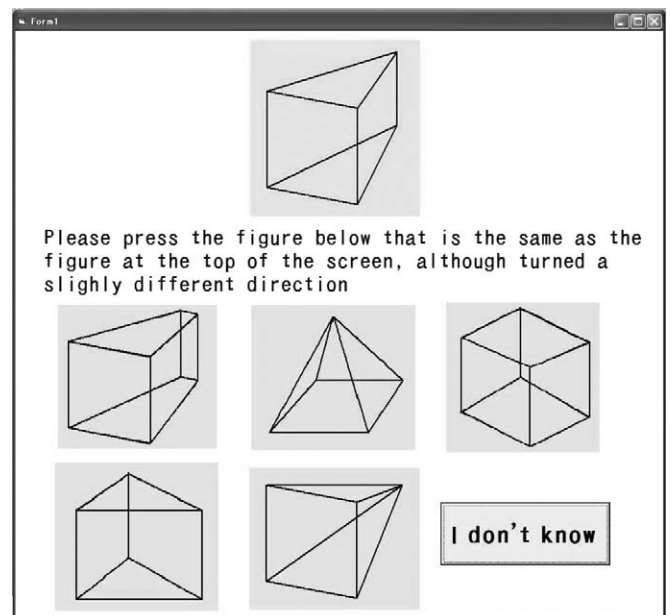 Form1
Please press the figure below that is the same as the
figure at the top of the screen, although turned a
slighly different direction
I don't know